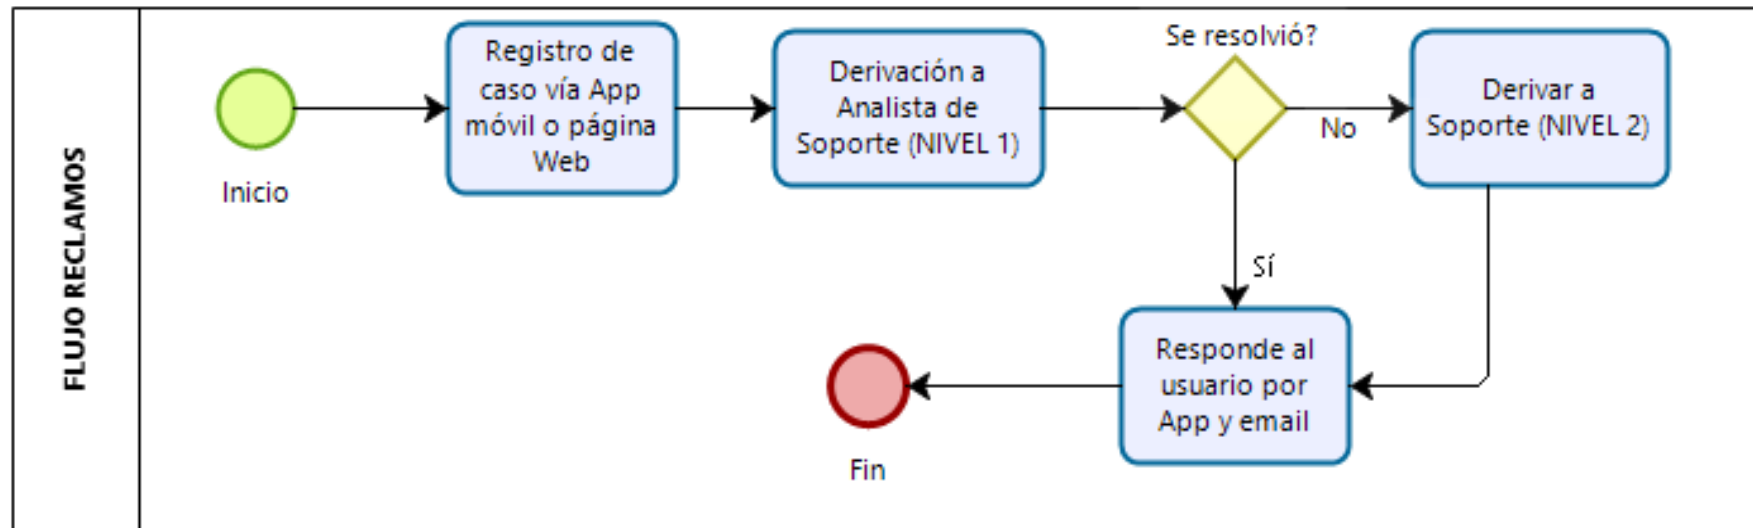 FLUJO RECLAMOS
Inicio
Registro de
caso vía App
móvil o página
Web
Derivación a
Analista de
Soporte (NIVEL 1)
Se resolvió?
No
Derivar a
Soporte (NIVEL 2)
Sí
Responde al
usuario por
App y email
Fin